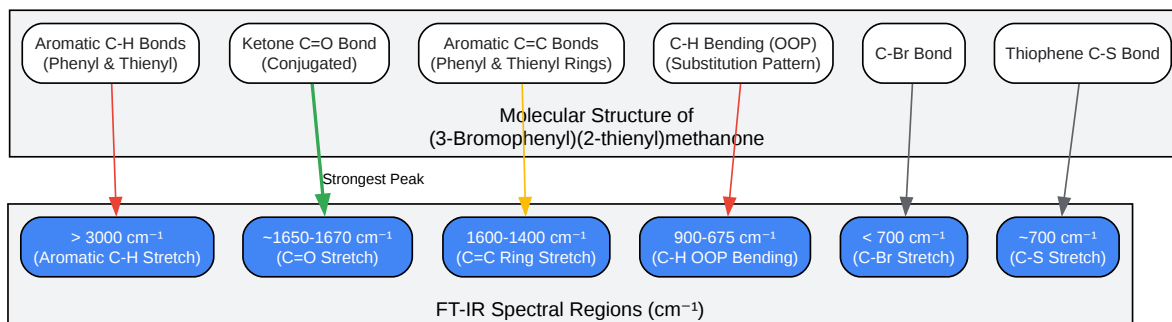 Aromatic C-H Bonds
(Phenyl & Thienyl)
Ketone C=O Bond
(Conjugated)
Aromatic C=C Bonds
(Phenyl & Thienyl Rings)
C-H Bending (OOP)
(Substitution Pattern)
C-Br Bond
Thiophene C-S Bond
Molecular Structure of
(3-Bromophenyl)(2-thienyl)methanone
Strongest Peak
> 3000 cm⁻¹
(Aromatic C-H Stretch)
~1650-1670 cm⁻¹
(C=O Stretch)
1600-1400 cm⁻¹
(C=C Ring Stretch)
900-675 cm⁻¹
(C-H OOP Bending)
< 700 cm⁻¹
(C-Br Stretch)
~700 cm⁻¹
(C-S Stretch)
FT-IR Spectral Regions (cm⁻¹)